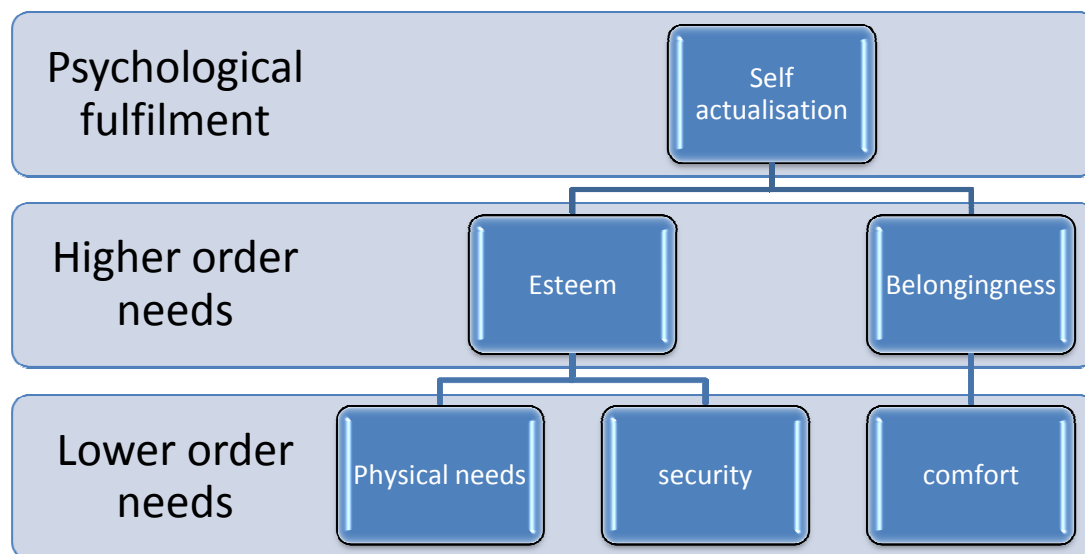 Psychological
fulfilment
Self
actualisation
Higher order
needs
Esteem
Belongingness
Lower order
needs
Physical needs
security
comfort